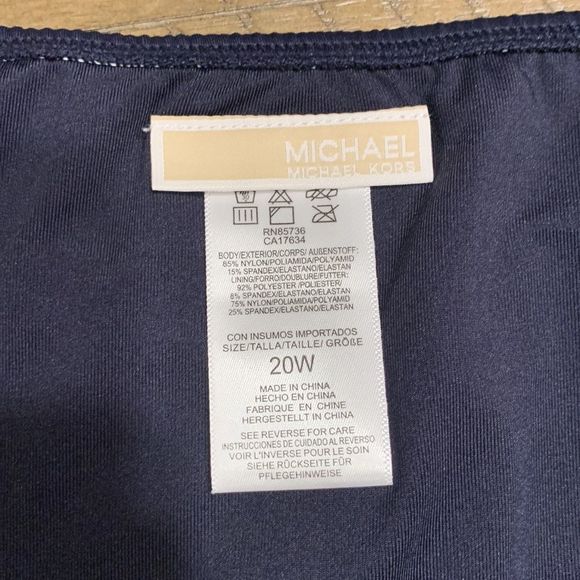 MICHAEL
MICHAEL KORS
RN85736
CA17634
BODY/EXTERIOR/CORPS/ AUßENSTOFF:
85% NYLON/POLIAMIDA/POLYAMID
15% SPANDEX/ELASTANO/ELASTAN
LINING/FORRO/DOUBLURE/FUTTER:
92% POLYESTER /POLIESTER/
8% SPANDEX/ELASTANO/ELASTAN
75% NYLON/POLIAMIDA/POLYAMID
25% SPANDEX/ELASTANO/ELASTAN
CON INSUMOS IMPORTADOS
SIZE/TALLA/TAILLE/ GRÖßE
20W
MADE IN CHINA
HECHO EN CHINA
FABRIQUE EN CHINE
HERGESTELLT IN CHINA
SEE REVERSE FOR CARE
INSTRUCCIONES DE CUIDADO AL REVERSO
VOIR L'INVERSE POUR LE SOIN
SIEHE RÜCKSEITE FÜR
PFLEGEHINWEISE